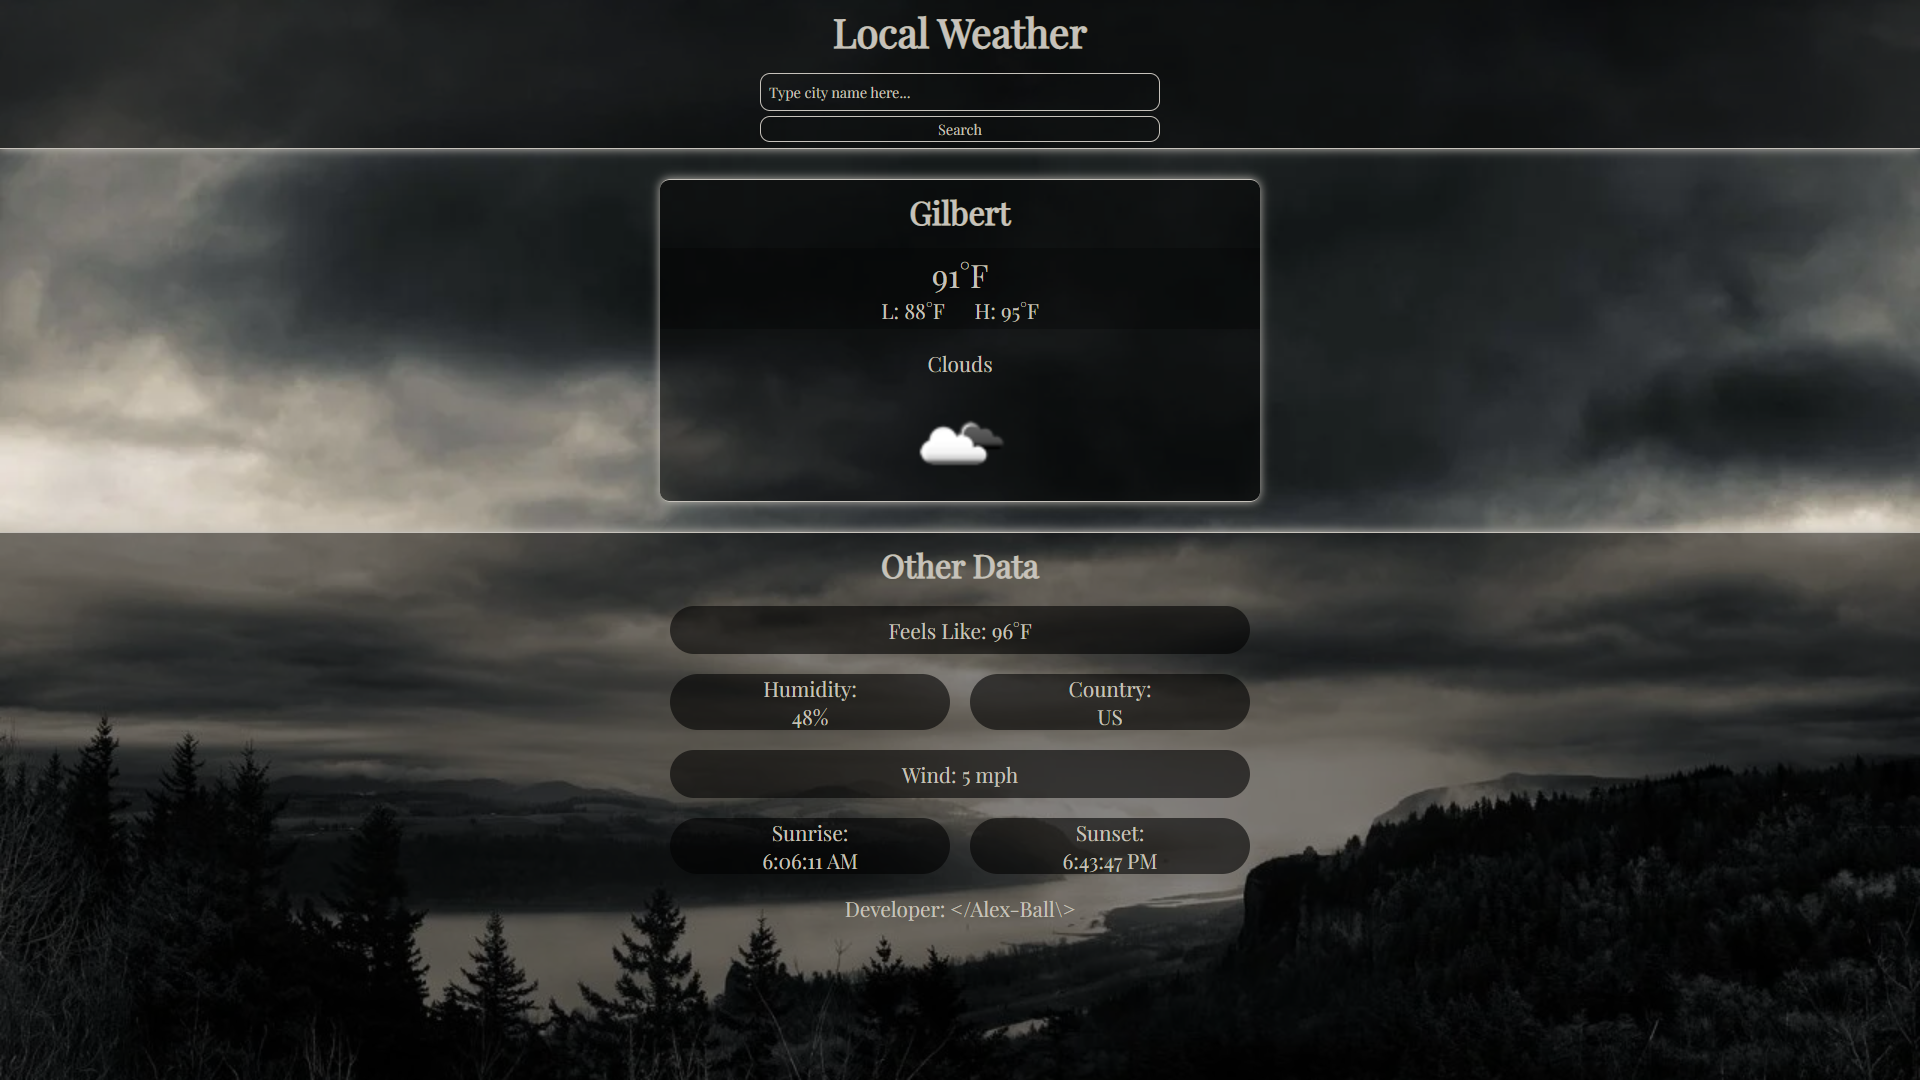 Local Weather
Type city name here...
Search
Gilbert
91°F
L: 88°F H: 95°F
Clouds
Other Data
Feels Like: 96°F
Humidity:
48%
Country:
US
Wind: 5 mph
Sunrise:
6:06:11 AM
Sunset:
6:43:47 PM
Developer: </Alex-Ball\>